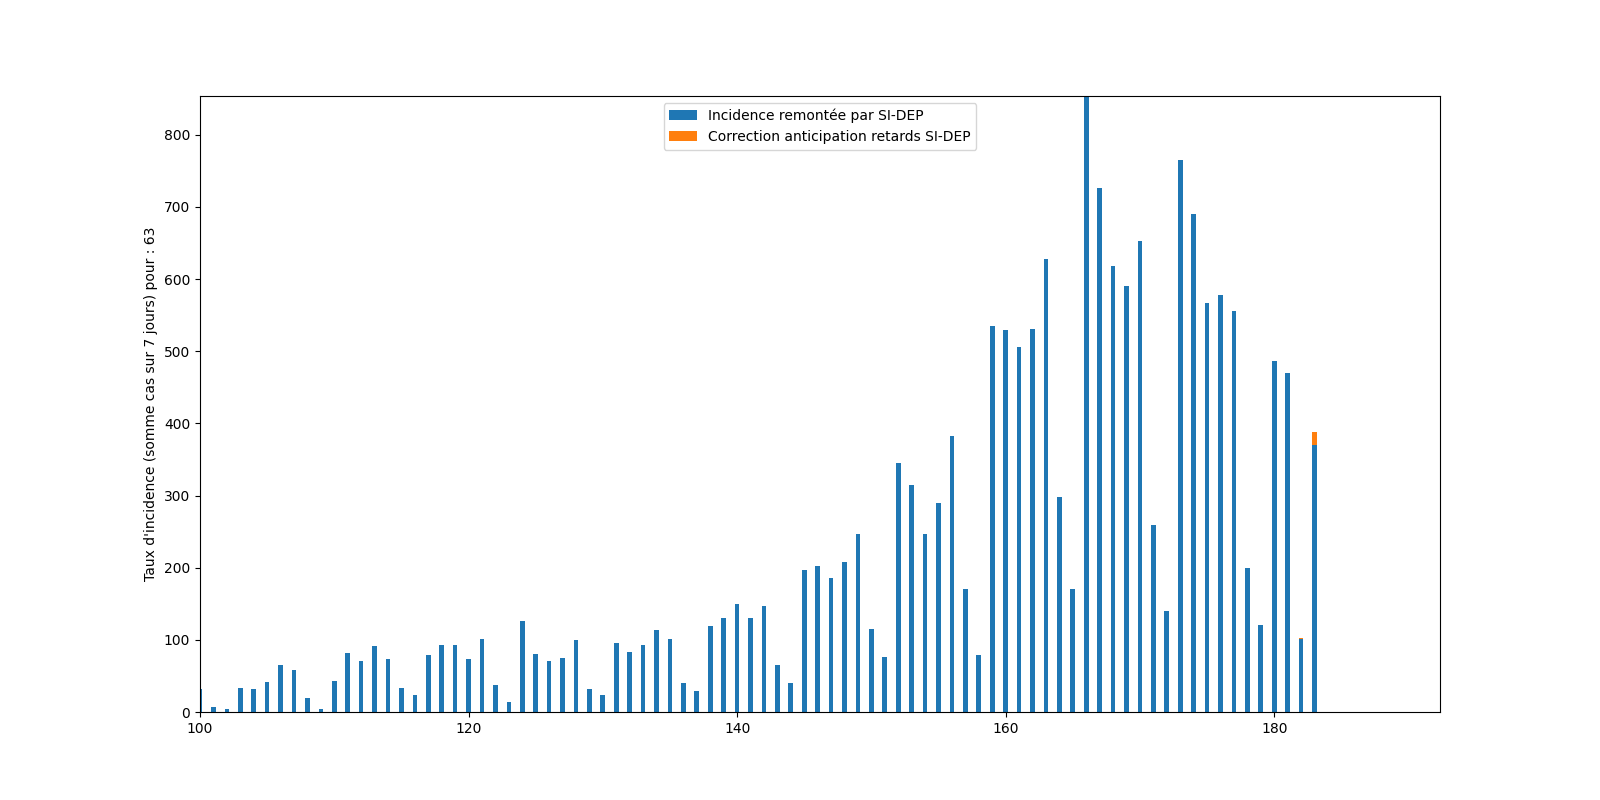 Incidence remontée par SI-DEP
Correction anticipation retards SI-DEP
Taux d'incidence (somme cas sur 7 jours) pour : 63
800
700
600
500
400
300
200
100
0
100 120 140 160 180